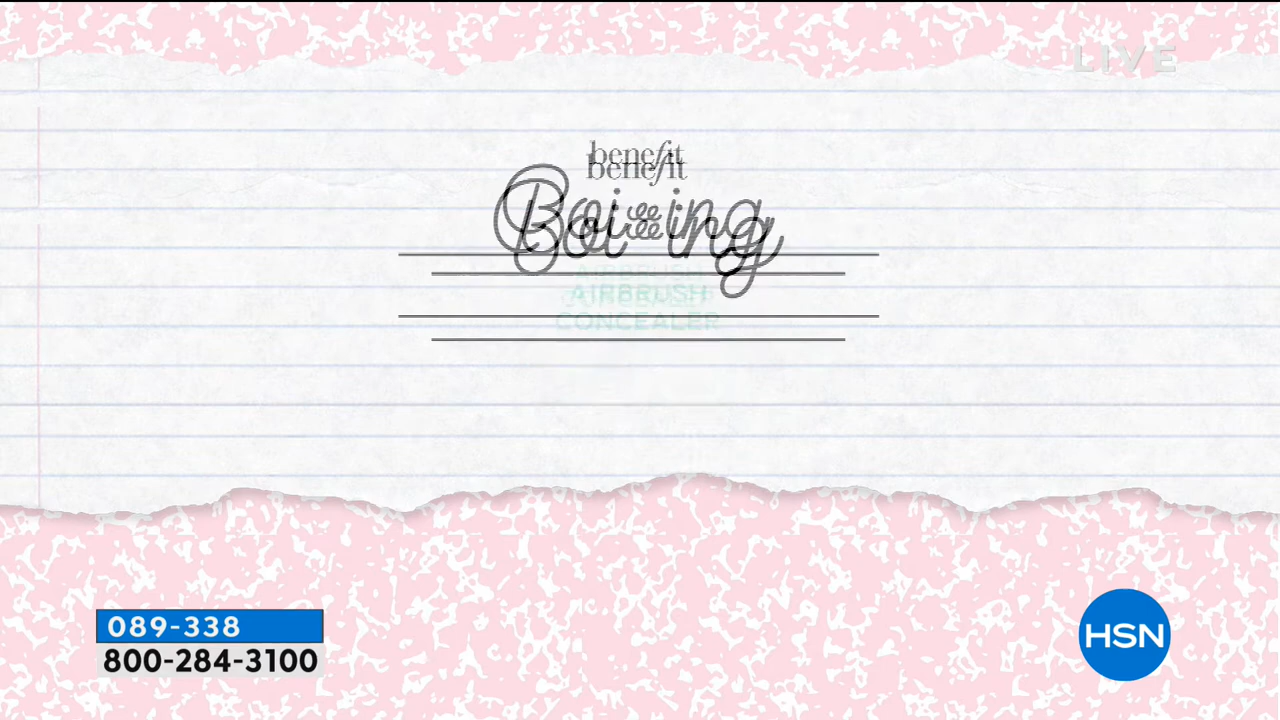 LIVE
benefit
Boi-ing
AIRBRUSH
CONCEALER
089-338
800-284-3100
HSN